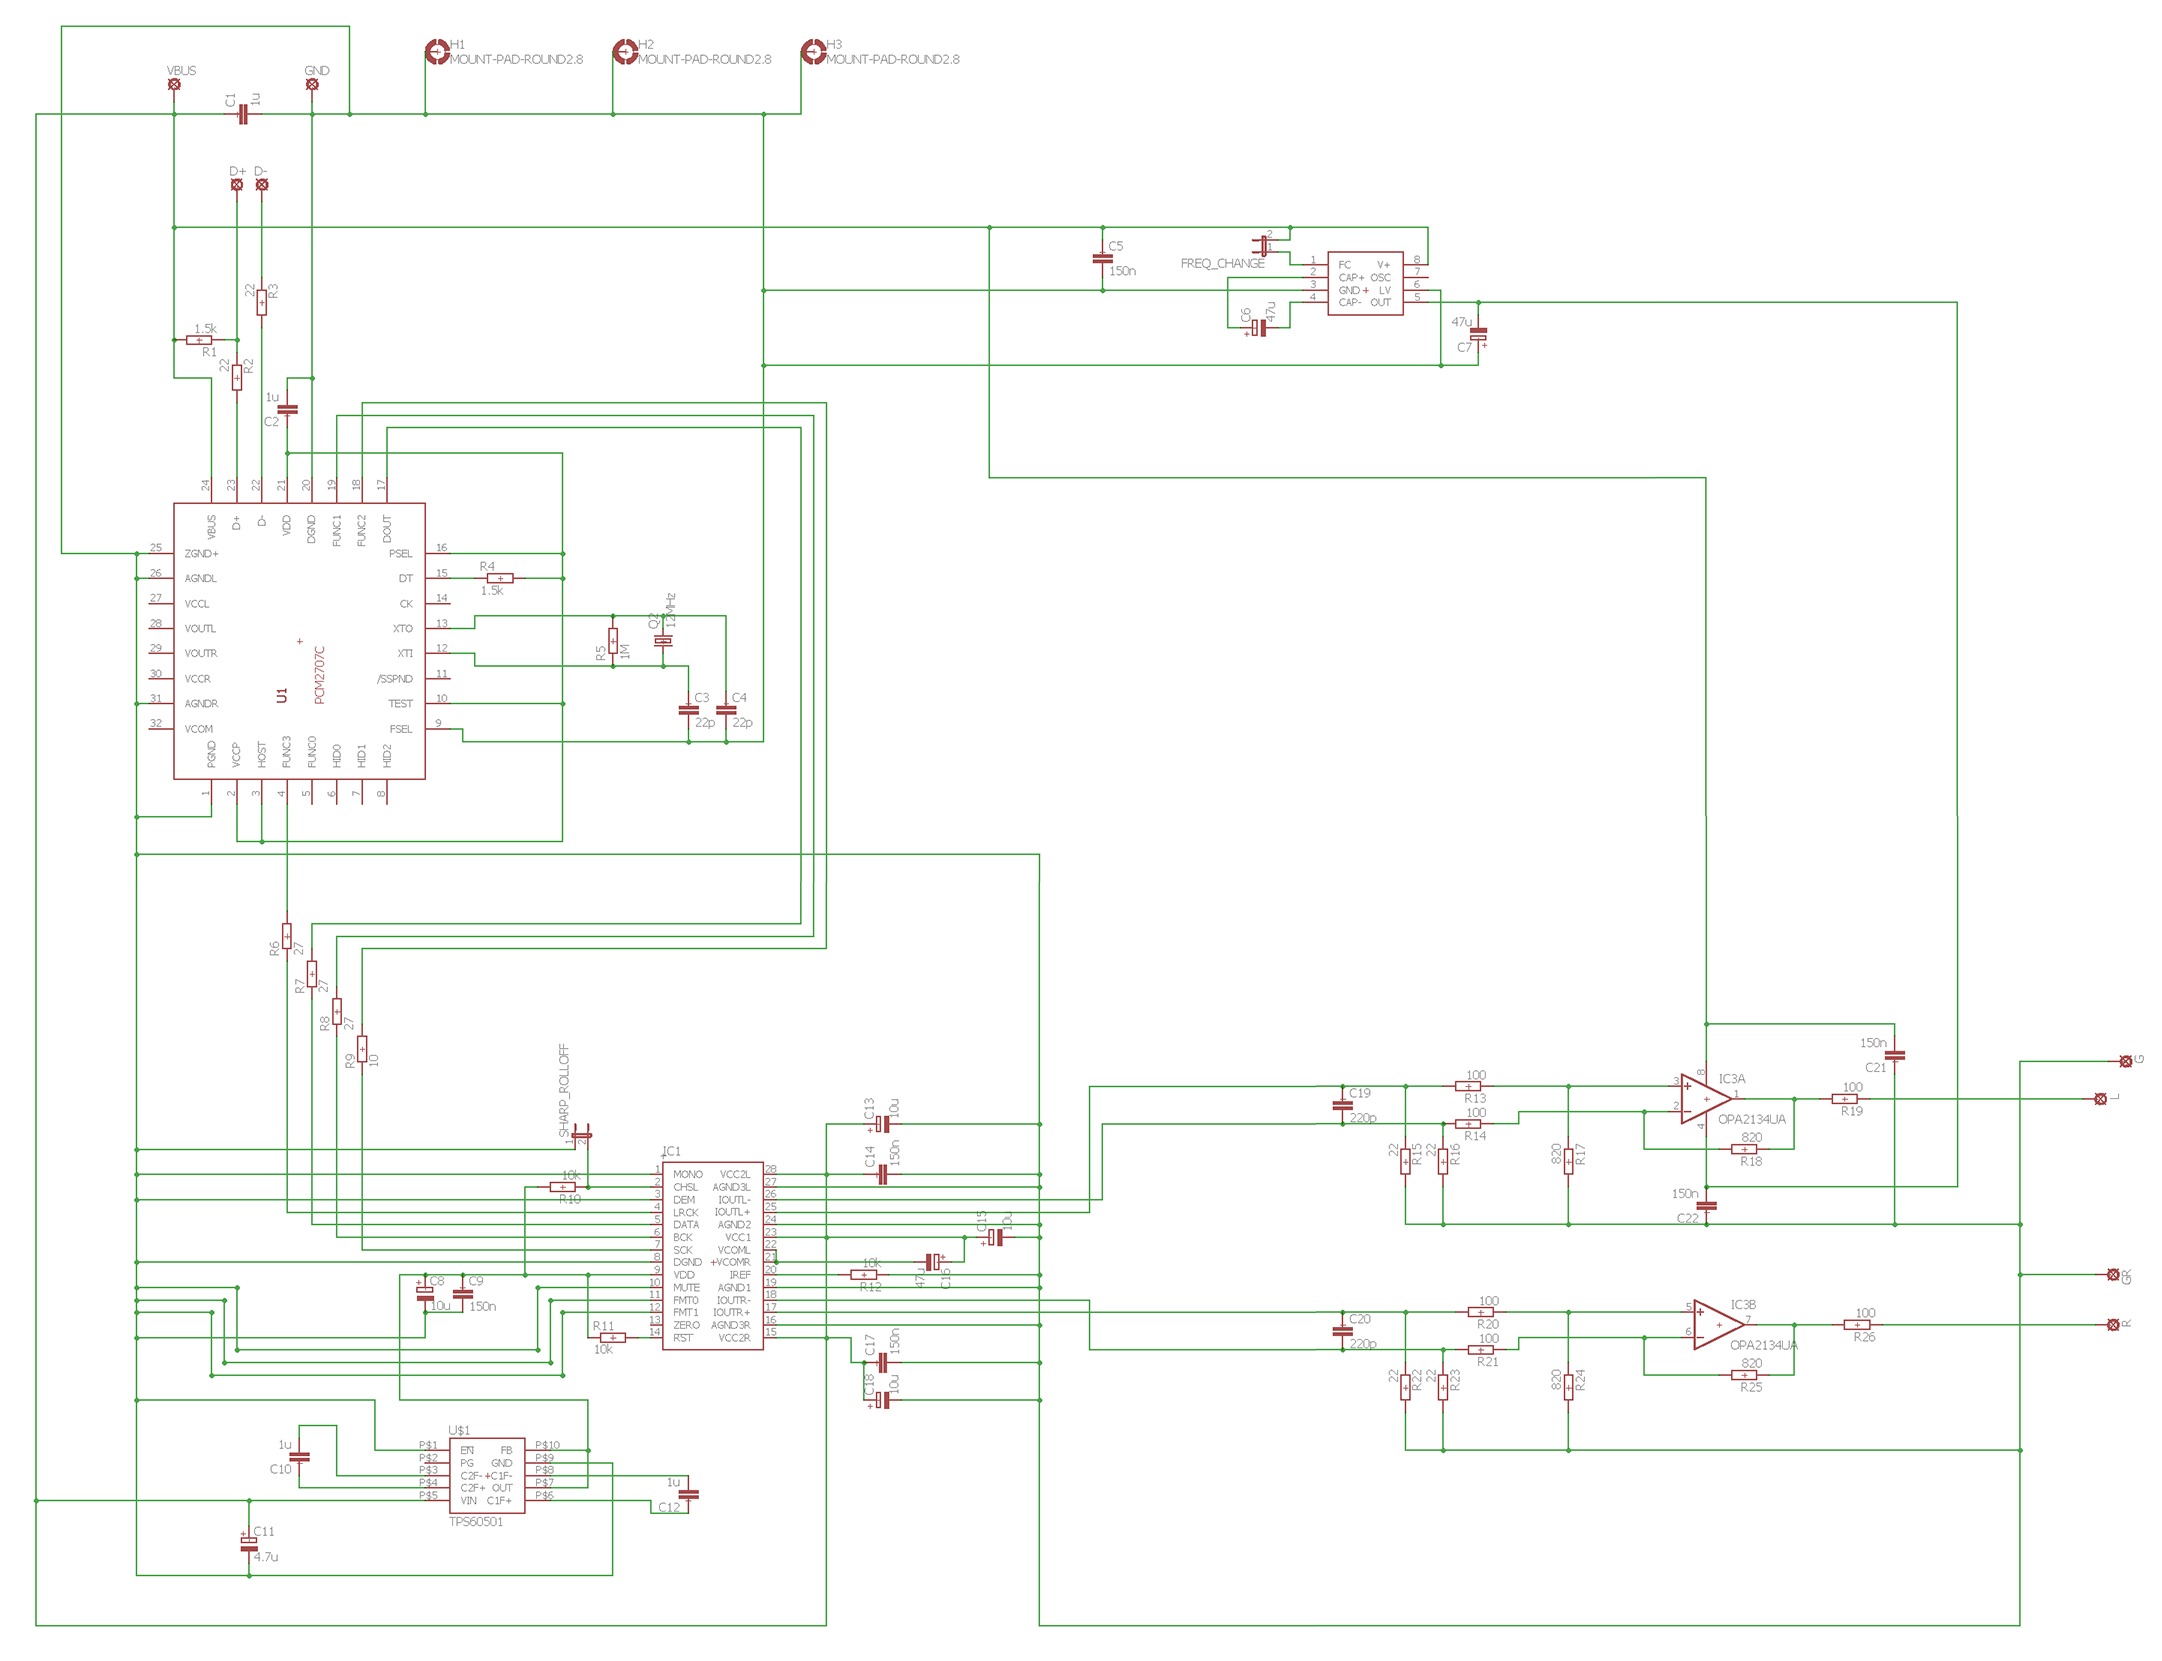 H1
MOUNT-PAD-ROUND2.8
H2
MOUNT-PAD-ROUND2.8
H3
MOUNT-PAD-ROUND2.8
VBUS
GND
C1
1u
D+
D-
22
R3
1.5k
R1
22
R2
1u
C2
C5
150n
FREQ_CHANGE
2
1
1
2
3
4
FC
CAP+
GND
CAP-
V+
OSC
LV
OUT
8
7
6
5
C6
47u
47u
C7
24
23
22
21
20
19
18
17
VBUS
D+
D-
VDD
DGND
FUNC1
FUNC2
DOUT
25
ZGND+
26
AGNDL
27
VCCL
28
VOUTL
29
VOUTR
30
VCCR
31
AGNDR
32
VCOM
PSEL
16
DT
15
CK
14
XTO
13
XTI
12
/SSPND
11
TEST
10
FSEL
9
U1
PCM2707C
PGND
VCCP
HOST
FUNC3
FUNC0
HID0
HID1
HID2
1
2
3
4
5
6
7
8
R4
1.5k
R5
1M
Q2
12MHz
C3
22p
C4
22p
R6
27
R7
27
R8
27
R9
10
SHARP_ROLLOFF
1
2
10k
R10
IC1
1
MONO
2
CHSL
3
DEM
4
LRCK
5
DATA
6
BCK
7
SCK
8
DGND
9
VDD
10
MUTE
11
FMT0
12
FMT1
13
ZERO
14
RST
VCC2L
28
AGND3L
27
IOUTL-
26
IOUTL+
25
AGND2
24
VCC1
23
VCOML
22
VCOMR
21
IREF
20
AGND1
19
IOUTR-
18
IOUTR+
17
AGND3R
16
VCC2R
15
C8
10u
C9
150n
R11
10k
C13
10u
C14
150n
C15
10u
47u
C16
10k
R12
C17
150n
C18
10u
U$1
P$1
P$2
P$3
P$4
P$5
EN
PG
C2F-
C2F+
VIN
FB
GND
C1F-
OUT
C1F+
P$10
P$9
P$8
P$7
P$6
TPS60501
1u
C10
C11
4.7u
1u
C12
C19
220p
22
R15
22
R16
100
R13
100
R14
820
R17
3
2
8
4
1
IC3A
OPA2134UA
820
R18
150n
C21
150n
C22
100
R19
G
L
C20
220p
22
R22
22
R23
100
R20
100
R21
820
R24
5
6
7
IC3B
OPA2134UA
820
R25
100
R26
GR
R